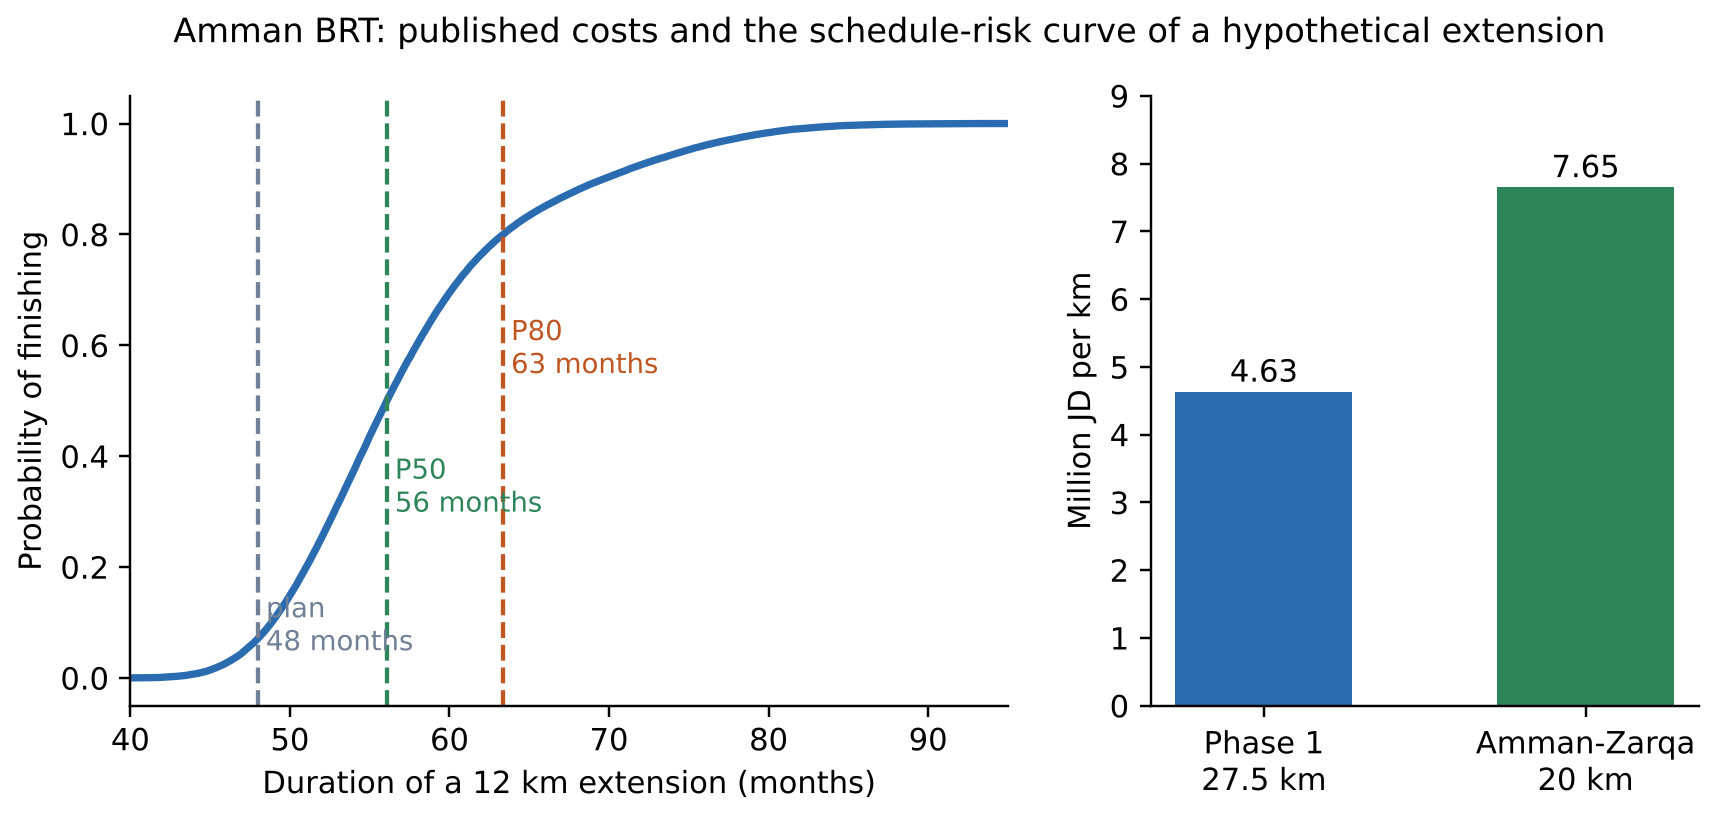 Amman BRT: published costs and the schedule-risk curve of a hypothetical extension
Probability of finishing
1.0
0.8
0.6
0.4
0.2
0.0
P80
63 months
P50
56 months
plan
48 months
40
50
60
70
80
90
Duration of a 12 km extension (months)
Million JD per km
9
8
7
6
5
4
3
2
1
0
4.63
7.65
Phase 1
27.5 km
Amman-Zarqa
20 km